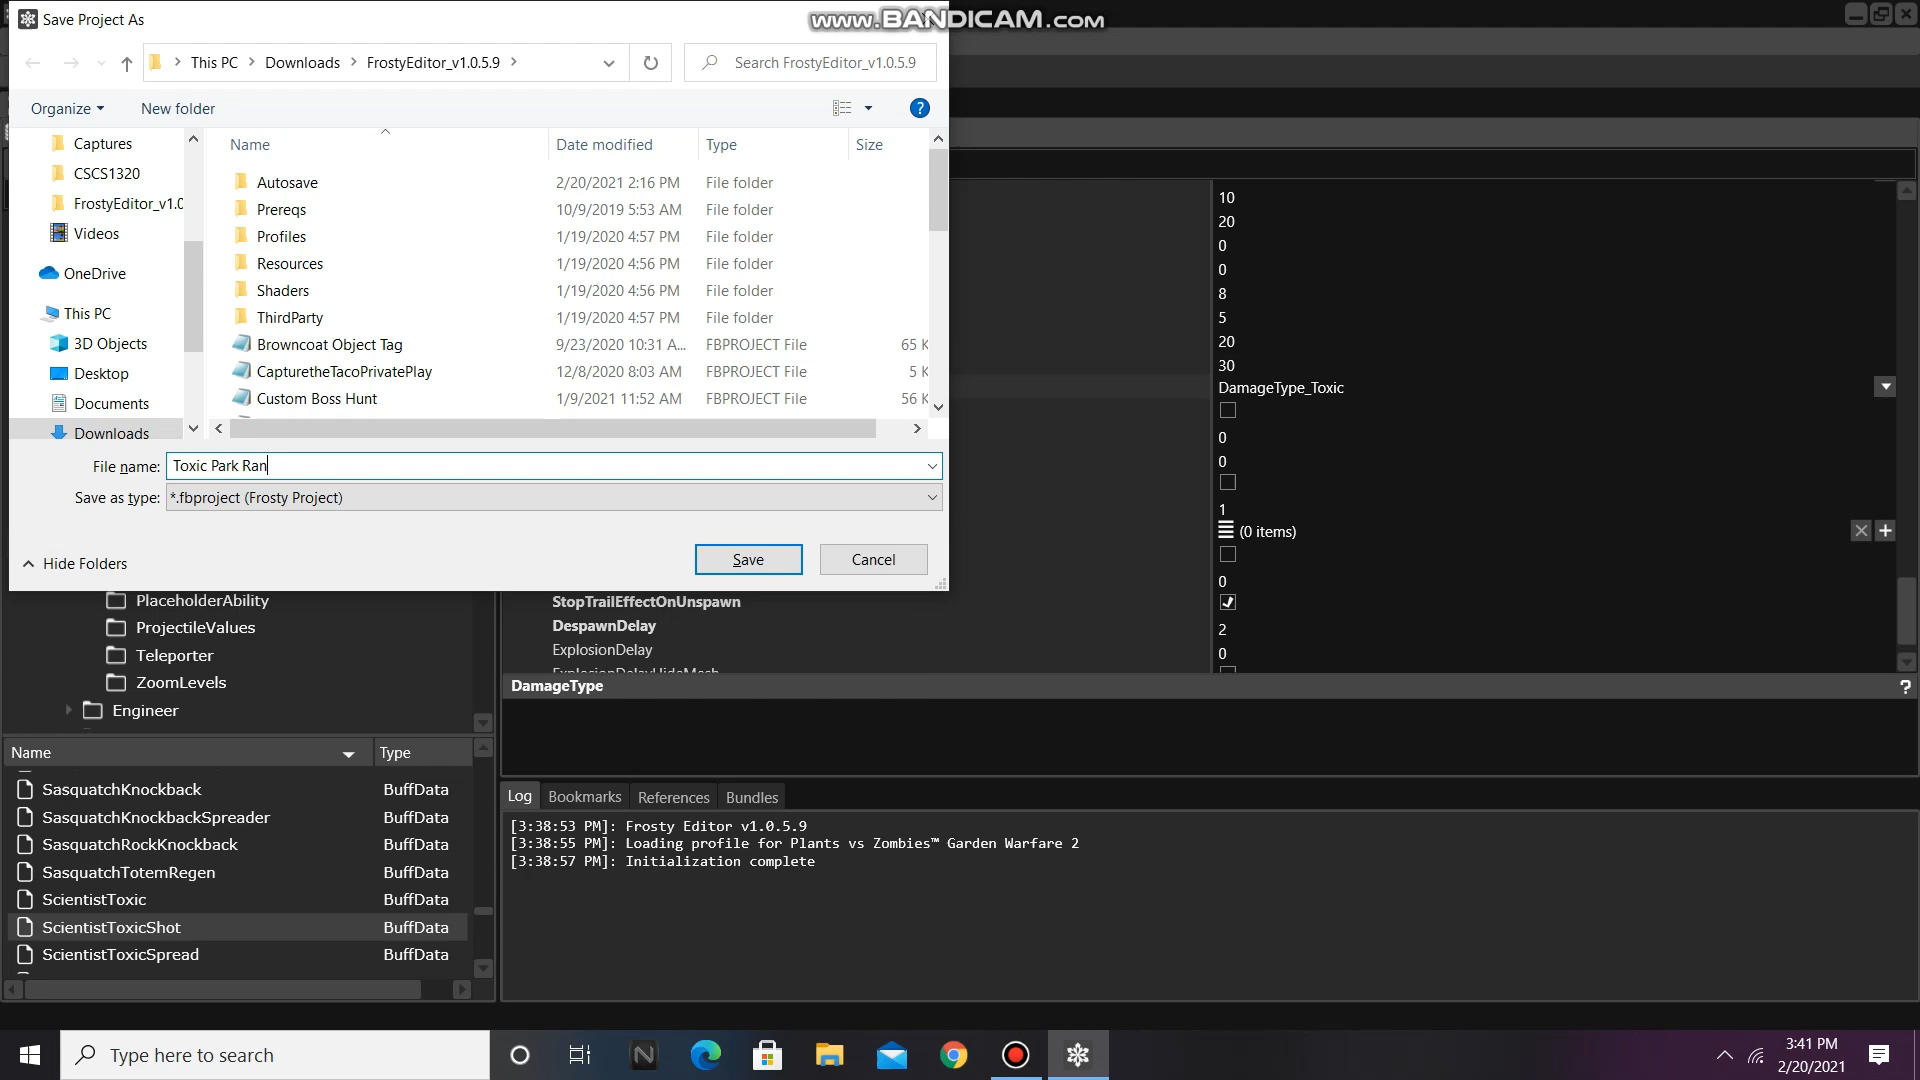 Save Project As
www.BANDICAM.com
This PC
Downloads
FrostyEditor_v1.0.5.9
Search FrostyEditor_v1.0.5.9
Organize
New folder
Captures
CSCS1320
FrostyEditor_v1.0
Videos
OneDrive
This PC
3D Objects
Desktop
Documents
Downloads
Name Date modified Type Size
Autosave 2/20/2021 2:16 PM File folder
Prereqs 10/9/2019 5:53 AM File folder
Profiles 1/19/2020 4:57 PM File folder
Resources 1/19/2020 4:56 PM File folder
Shaders 1/19/2020 4:56 PM File folder
ThirdParty 1/19/2020 4:57 PM File folder
Browncoat Object Tag 9/23/2020 10:31 A... FBPROJECT File 65 K
CapturetheTacoPrivatePlay 12/8/2020 8:03 AM FBPROJECT File 5 K
Custom Boss Hunt 1/9/2021 11:52 AM FBPROJECT File 56 K
File name: Toxic Park Ran
Save as type: *.fbproject (Frosty Project)
Hide Folders
Save
Cancel
10
20
0
0
8
5
20
30
DamageType_Toxic
0
0
1
(0 items)
0
2
0
StopTrailEffectOnUnspawn
DespawnDelay
ExplosionDelay
ExplosionDelayHideMesh
DamageType
?
PlaceholderAbility
ProjectileValues
Teleporter
ZoomLevels
Engineer
Name Type
SasquatchKnockback BuffData
SasquatchKnockbackSpreader BuffData
SasquatchRockKnockback BuffData
SasquatchTotemRegen BuffData
ScientistToxic BuffData
ScientistToxicShot BuffData
ScientistToxicSpread BuffData
Log Bookmarks References Bundles
[3:38:53 PM]: Frosty Editor v1.0.5.9
[3:38:55 PM]: Loading profile for Plants vs Zombies™ Garden Warfare 2
[3:38:57 PM]: Initialization complete
Type here to search
3:41 PM
2/20/2021